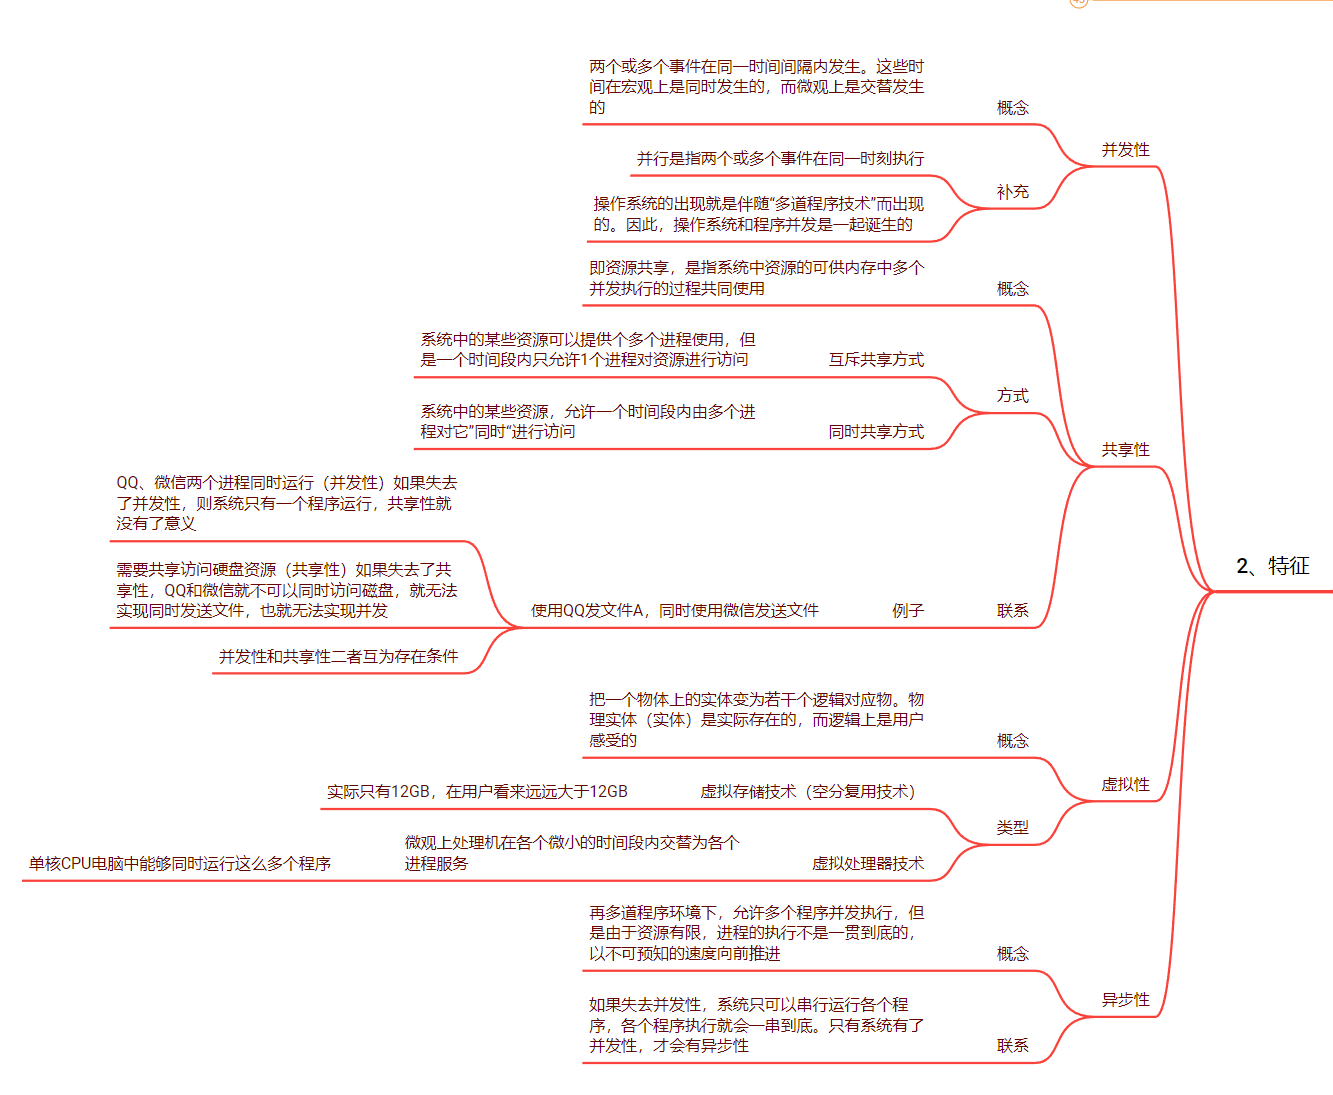 2、特征
并发性
概念
两个或多个事件在同一时间间隔内发生。这些时
间在宏观上是同时发生的，而微观上是交替发生
的
补充
并行是指两个或多个事件在同一时刻执行
操作系统的出现就是伴随“多道程序技术”而出现
的。因此，操作系统和程序并发是一起诞生的
共享性
概念
即资源共享，是指系统中资源的可供内存中多个
并发执行的过程共同使用
方式
互斥共享方式
系统中的某些资源可以提供个多个进程使用，但
是一个时间段内只允许1个进程对资源进行访问
同时共享方式
系统中的某些资源，允许一个时间段内由多个进
程对它”同时“进行访问
联系
例子
使用QQ发文件A，同时使用微信发送文件
QQ、微信两个进程同时运行（并发性）如果失去
了并发性，则系统只有一个程序运行，共享性就
没有了意义
需要共享访问硬盘资源（共享性）如果失去了共
享性，QQ和微信就不可以同时访问磁盘，就无法
实现同时发送文件，也就无法实现并发
并发性和共享性二者互为存在条件
虚拟性
概念
把一个物体上的实体变为若干个逻辑对应物。物
理实体（实体）是实际存在的，而逻辑上是用户
感受的
类型
虚拟存储技术（空分复用技术）
实际只有12GB，在用户看来远远大于12GB
虚拟处理器技术
微观上处理机在各个微小的时间段内交替为各个
进程服务
单核CPU电脑中能够同时运行这么多个程序
异步性
概念
再多道程序环境下，允许多个程序并发执行，但
是由于资源有限，进程的执行不是一贯到底的，
以不可预知的速度向前推进
联系
如果失去并发性，系统只可以串行运行各个程
序，各个程序执行就会一串到底。只有系统有了
并发性，才会有异步性